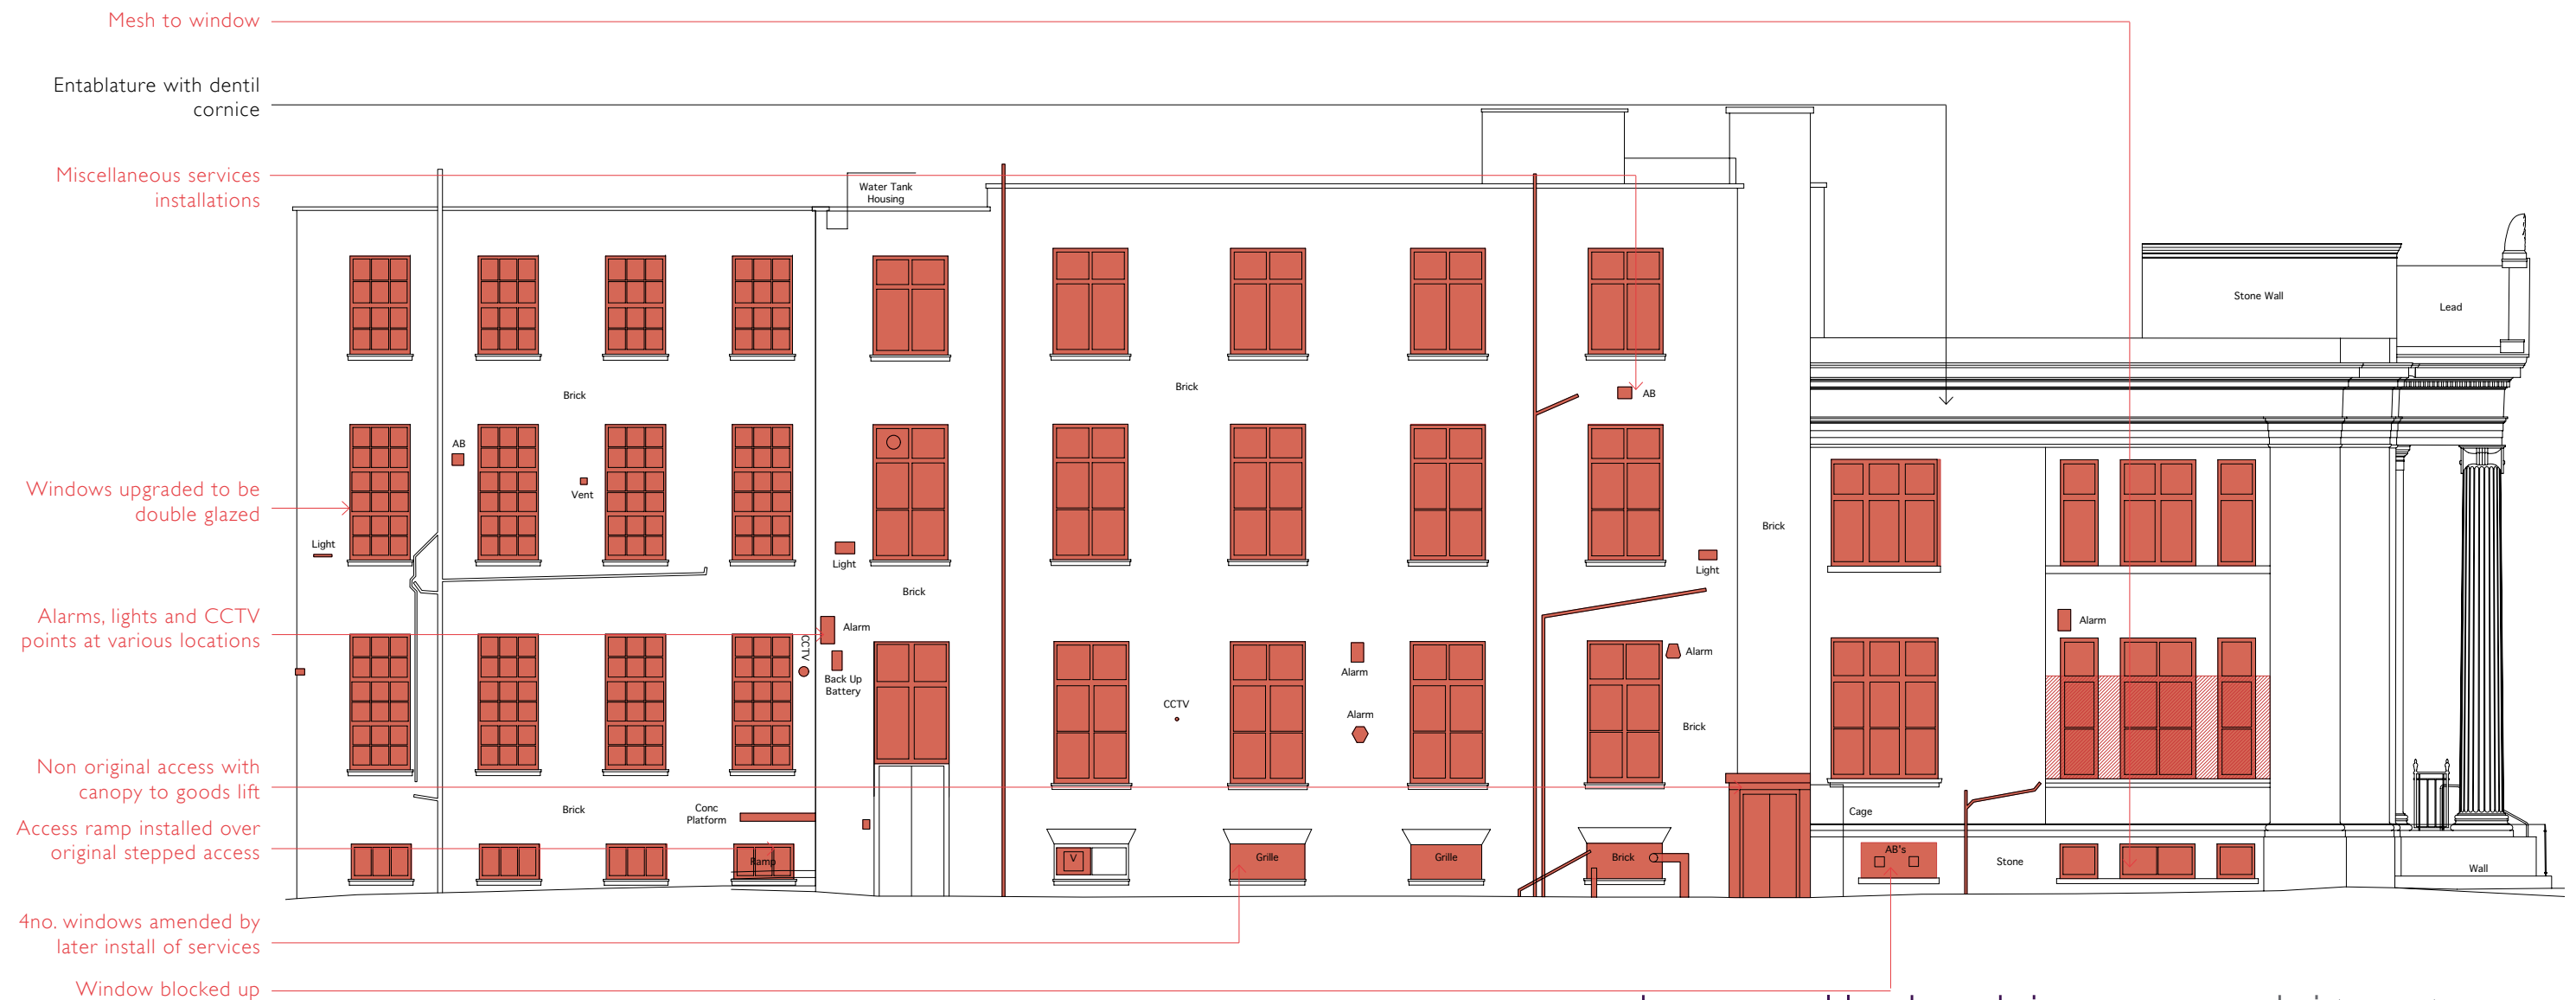 Mesh to window
Entablature with dentil
cornice
Miscellaneous services
installations
Water Tank
Housing
Stone Wall
Lead
Brick
Brick
AB
AB
Vent
Windows upgraded to be
double glazed
Brick
Light
Light
Light
Brick
Alarms, lights and CCTV
points at various locations
CCTV
Alarm
Alarm
Back Up
Battery
Alarm
Alarm
CCTV
Alarm
Brick
Non original access with
canopy to goods lift
Brick
Conc
Platform
Cage
Access ramp installed over
original stepped access
Ramp
V
Grille
Grille
Brick
AB's
Stone
Wall
4no. windows amended by
later install of services
Window blocked up